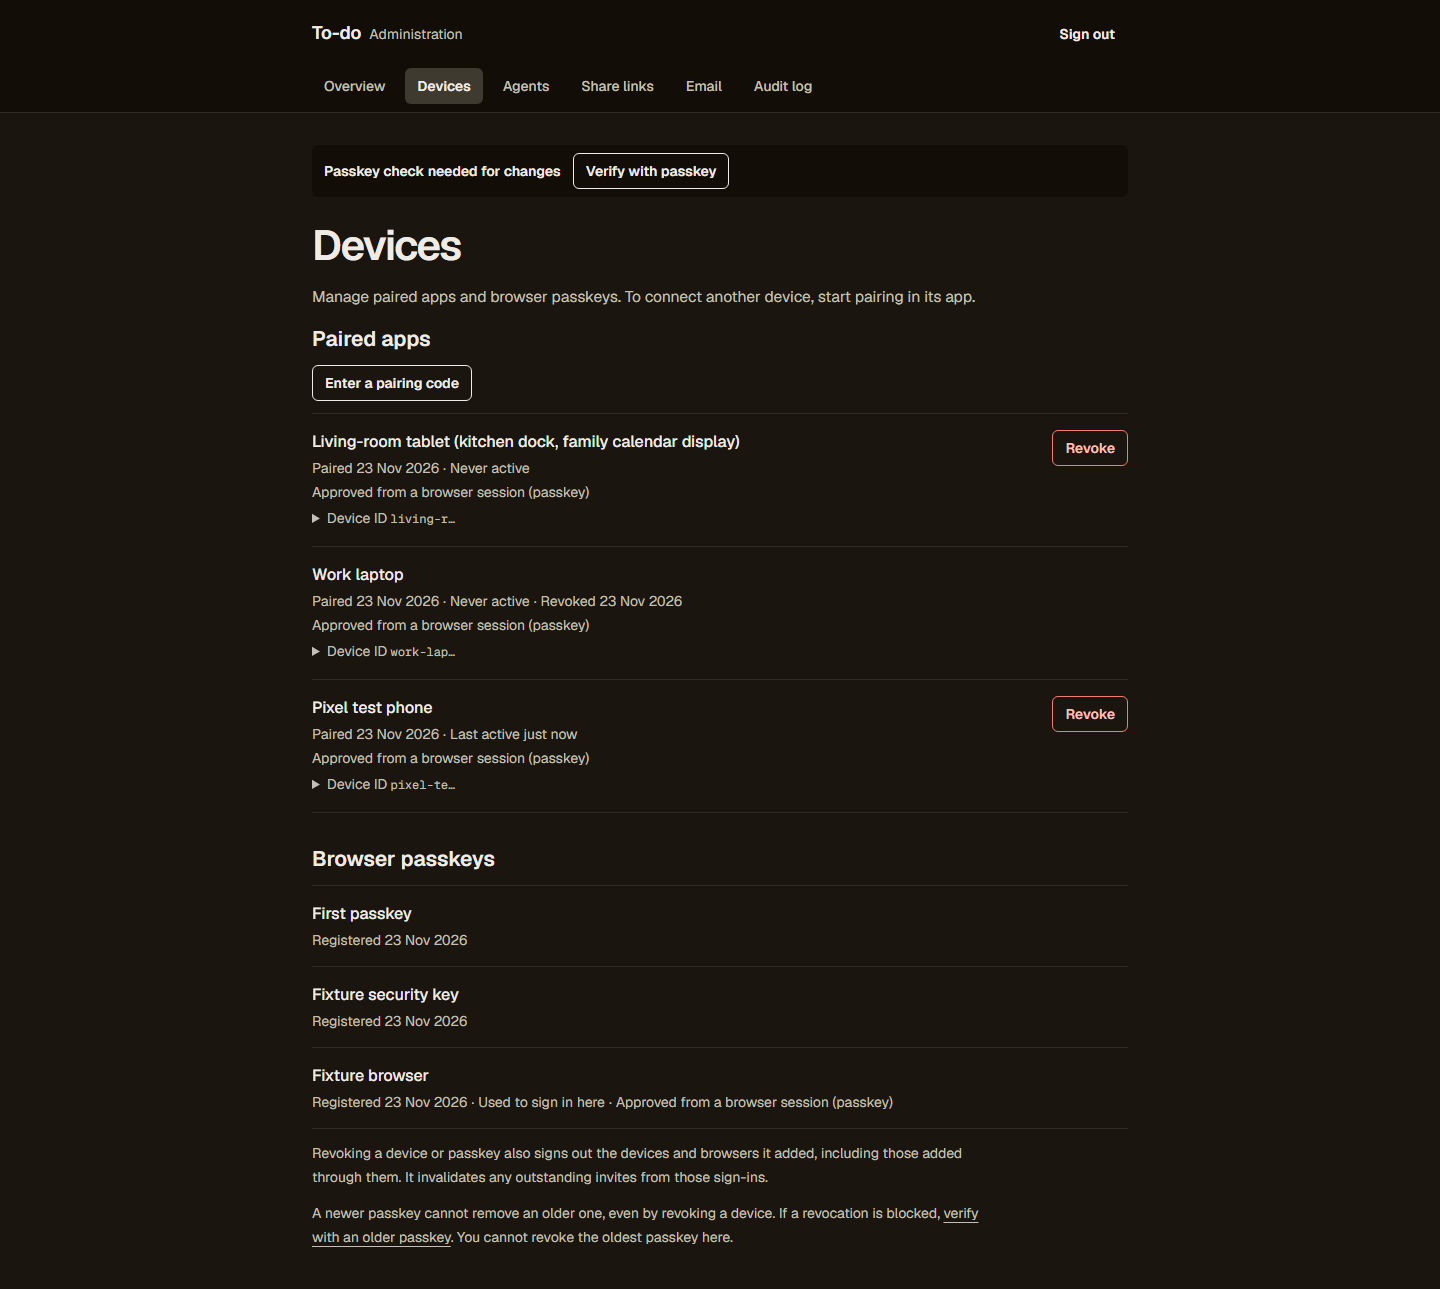 To-do Administration
Sign out
Overview Devices Agents Share links Email Audit log
Passkey check needed for changes Verify with passkey
Devices
Manage paired apps and browser passkeys. To connect another device, start pairing in its app.
Paired apps
Enter a pairing code
Living-room tablet (kitchen dock, family calendar display)
Revoke
Paired 23 Nov 2026 · Never active
Approved from a browser session (passkey)
Device ID living-r…
Work laptop
Paired 23 Nov 2026 · Never active · Revoked 23 Nov 2026
Approved from a browser session (passkey)
Device ID work-lap…
Pixel test phone
Revoke
Paired 23 Nov 2026 · Last active just now
Approved from a browser session (passkey)
Device ID pixel-te…
Browser passkeys
First passkey
Registered 23 Nov 2026
Fixture security key
Registered 23 Nov 2026
Fixture browser
Registered 23 Nov 2026 · Used to sign in here · Approved from a browser session (passkey)
Revoking a device or passkey also signs out the devices and browsers it added, including those added
through them. It invalidates any outstanding invites from those sign-ins.
A newer passkey cannot remove an older one, even by revoking a device. If a revocation is blocked, verify
with an older passkey. You cannot revoke the oldest passkey here.